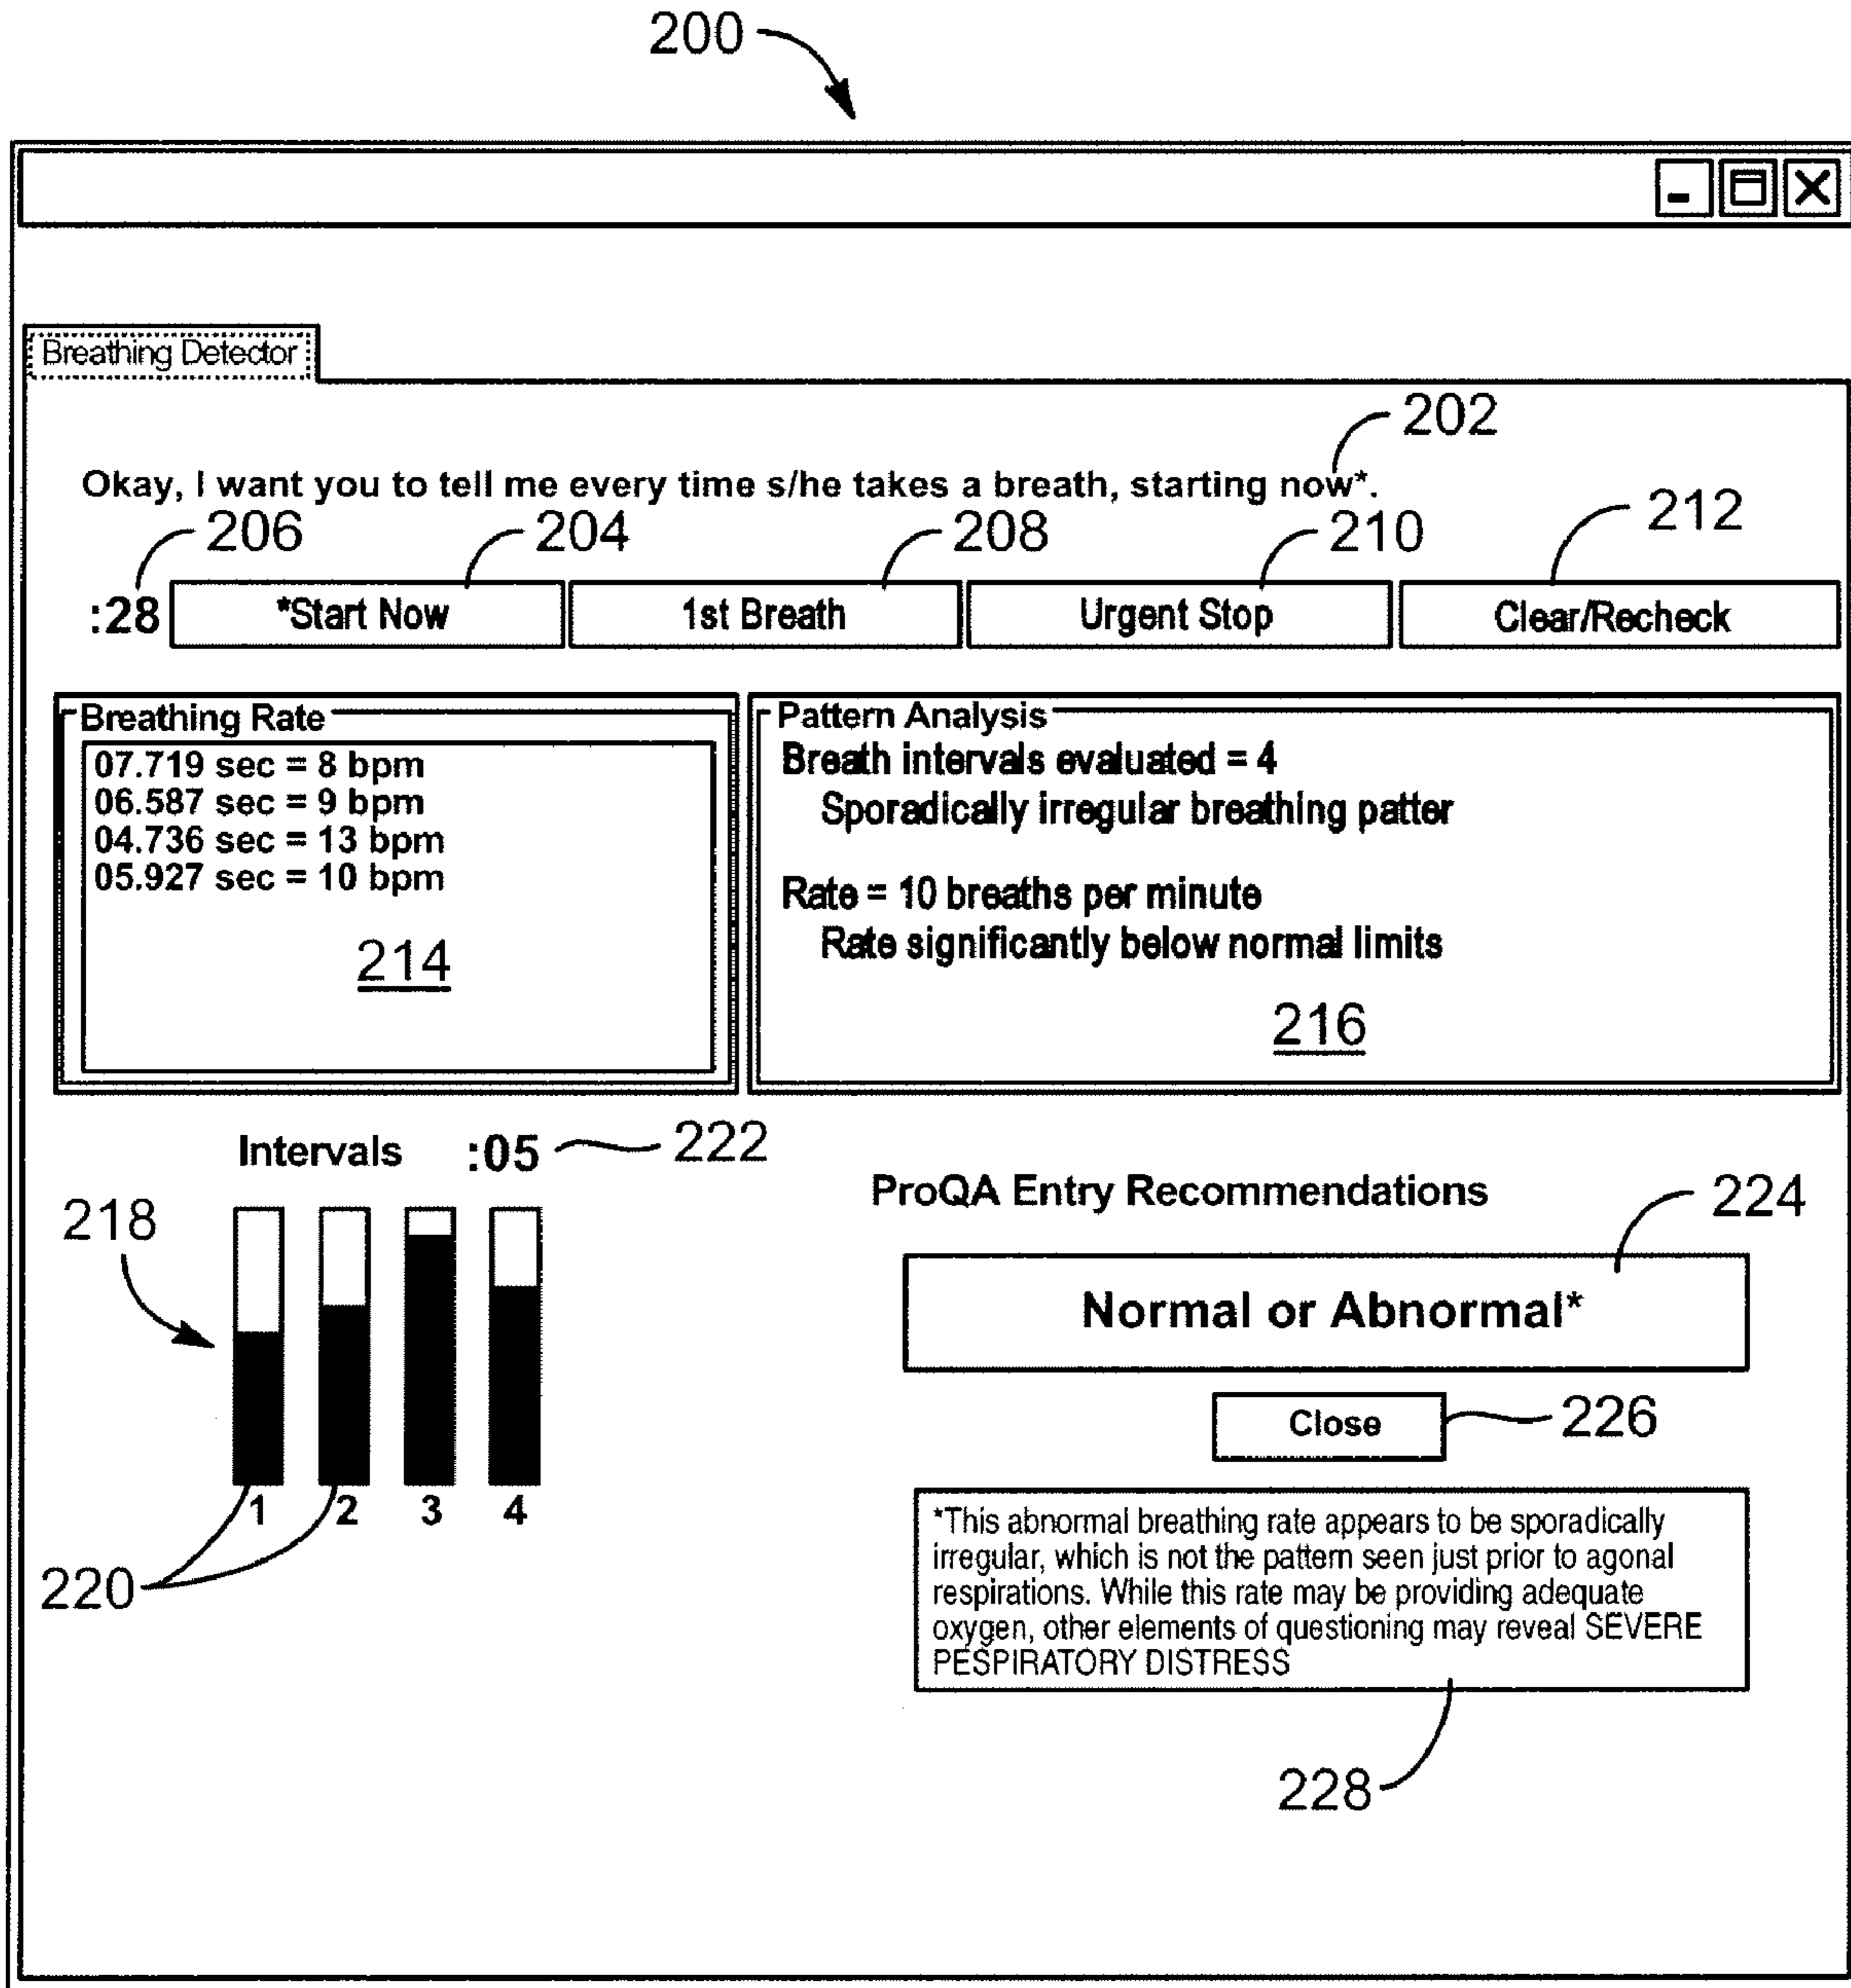 200
Breathing Detector
202
Okay, I want you to tell me every time s/he takes a breath, starting now*.
206 204 208 210 212
:28 *Start Now 1st Breath Urgent Stop Clear/Recheck
Breathing Rate
07.719 sec = 8 bpm
06.587 sec = 9 bpm
04.736 sec = 13 bpm
05.927 sec = 10 bpm
214
Pattern Analysis
Breath intervals evaluated = 4
Sporadically irregular breathing patter
Rate = 10 breaths per minute
Rate significantly below normal limits
216
Intervals :05 222
218
1 2 3 4
220
ProQA Entry Recommendations
224
Normal or Abnormal*
Close 226
*This abnormal breathing rate appears to be sporadically
irregular, which is not the pattern seen just prior to agonal
respirations. While this rate may be providing adequate
oxygen, other elements of questioning may reveal SEVERE
PESPIRATORY DISTRESS
228